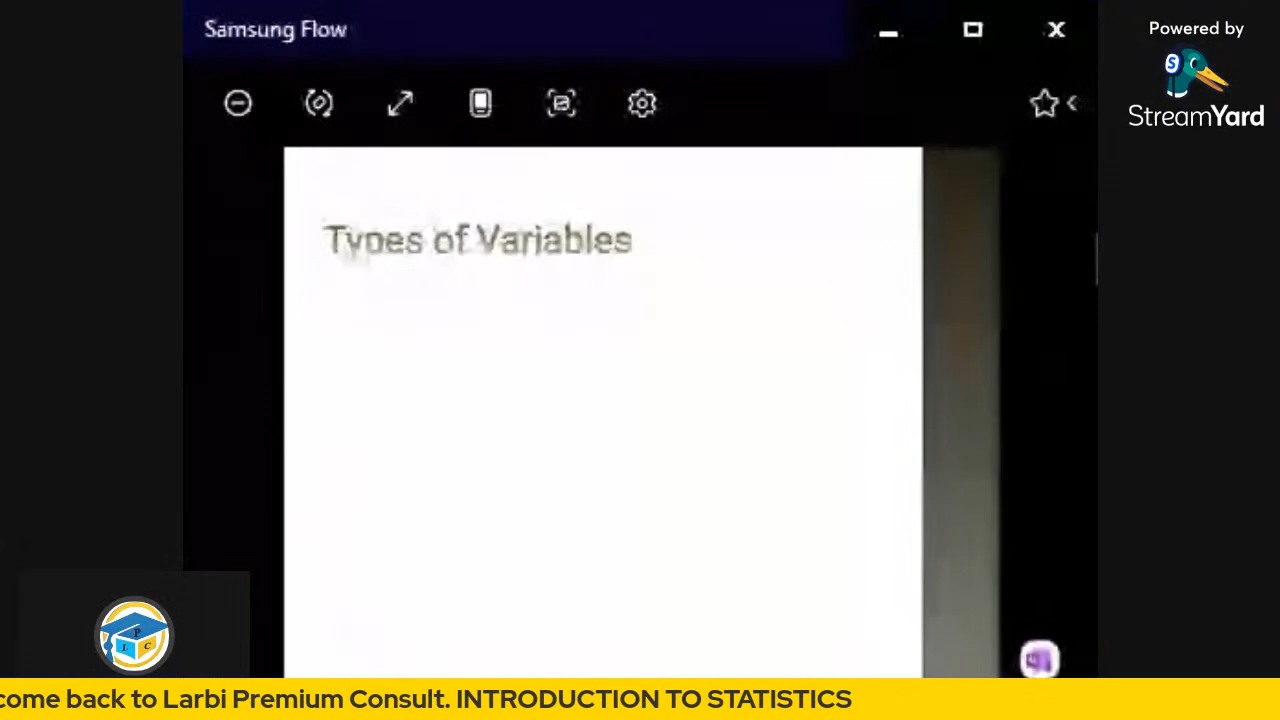 Samsung Flow
Powered by
StreamYard
Types of Variables
P
L C
come back to Larbi Premium Consult. INTRODUCTION TO STATISTICS